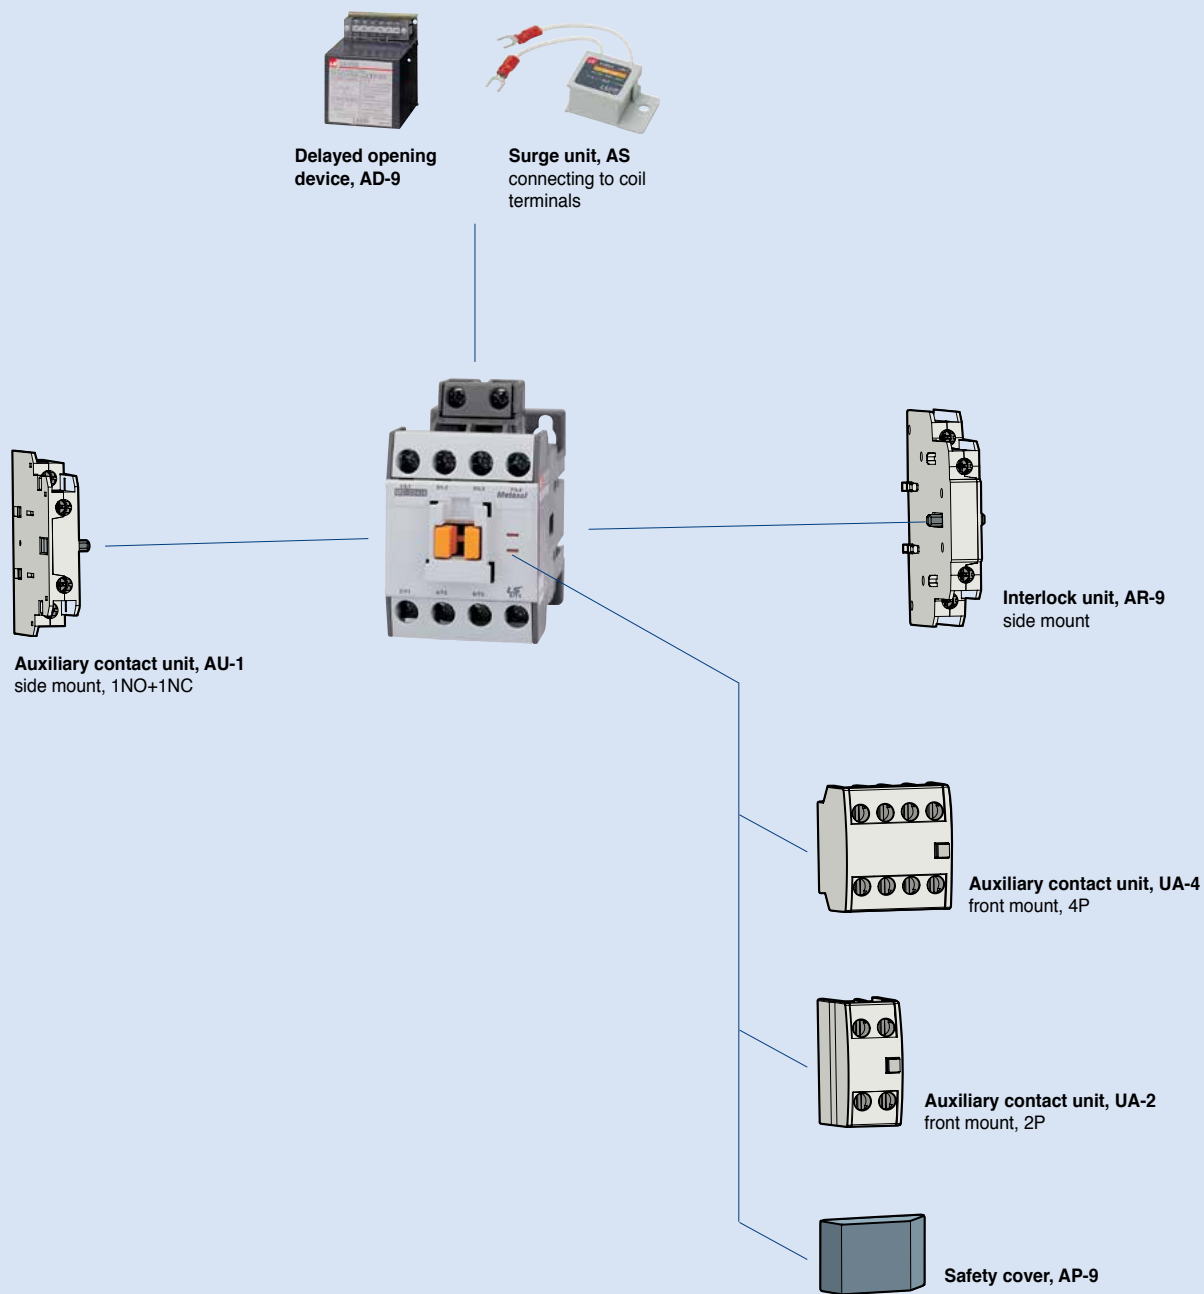 Delayed opening
device, AD-9
Surge unit, AS
connecting to coil
terminals
Metasol
LS
Interlock unit, AR-9
side mount
Auxiliary contact unit, AU-1
side mount, 1NO+1NC
Auxiliary contact unit, UA-4
front mount, 4P
Auxiliary contact unit, UA-2
front mount, 2P
Safety cover, AP-9